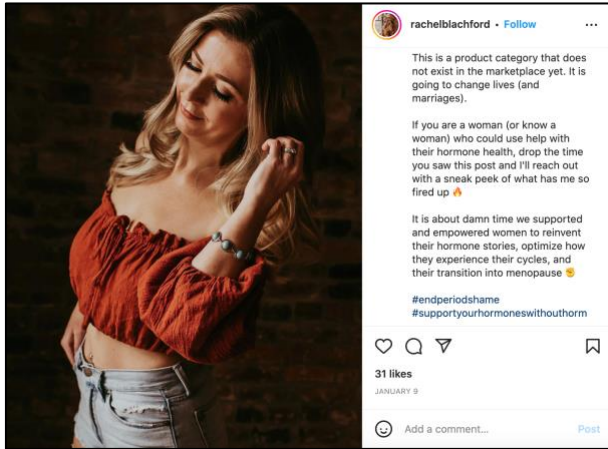 rachelblachford • Follow
This is a product category that does
not exist in the marketplace yet. It is
going to change lives (and
marriages).
If you are a woman (or know a
woman) who could use help with
their hormone health, drop the time
you saw this post and I'll reach out
with a sneak peek of what has me so
fired up 🔥
It is about damn time we supported
and empowered women to reinvent
their hormone stories, optimize how
they experience their cycles, and
their transition into menopause ✊
#endperiodshame
#supportyourhormoneswithouthorm
31 likes
JANUARY 9
Add a comment...
Post